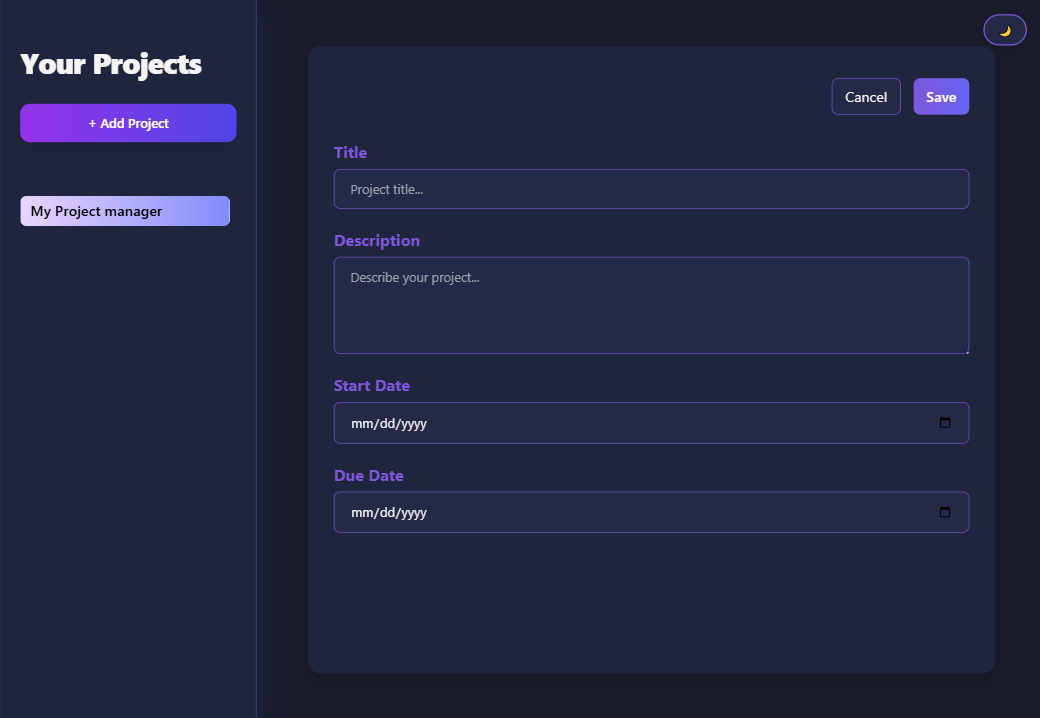 Your Projects
+ Add Project
My Project manager
Cancel
Save
Title
Project title...
Description
Describe your project...
Start Date
mm/dd/yyyy
Due Date
mm/dd/yyyy